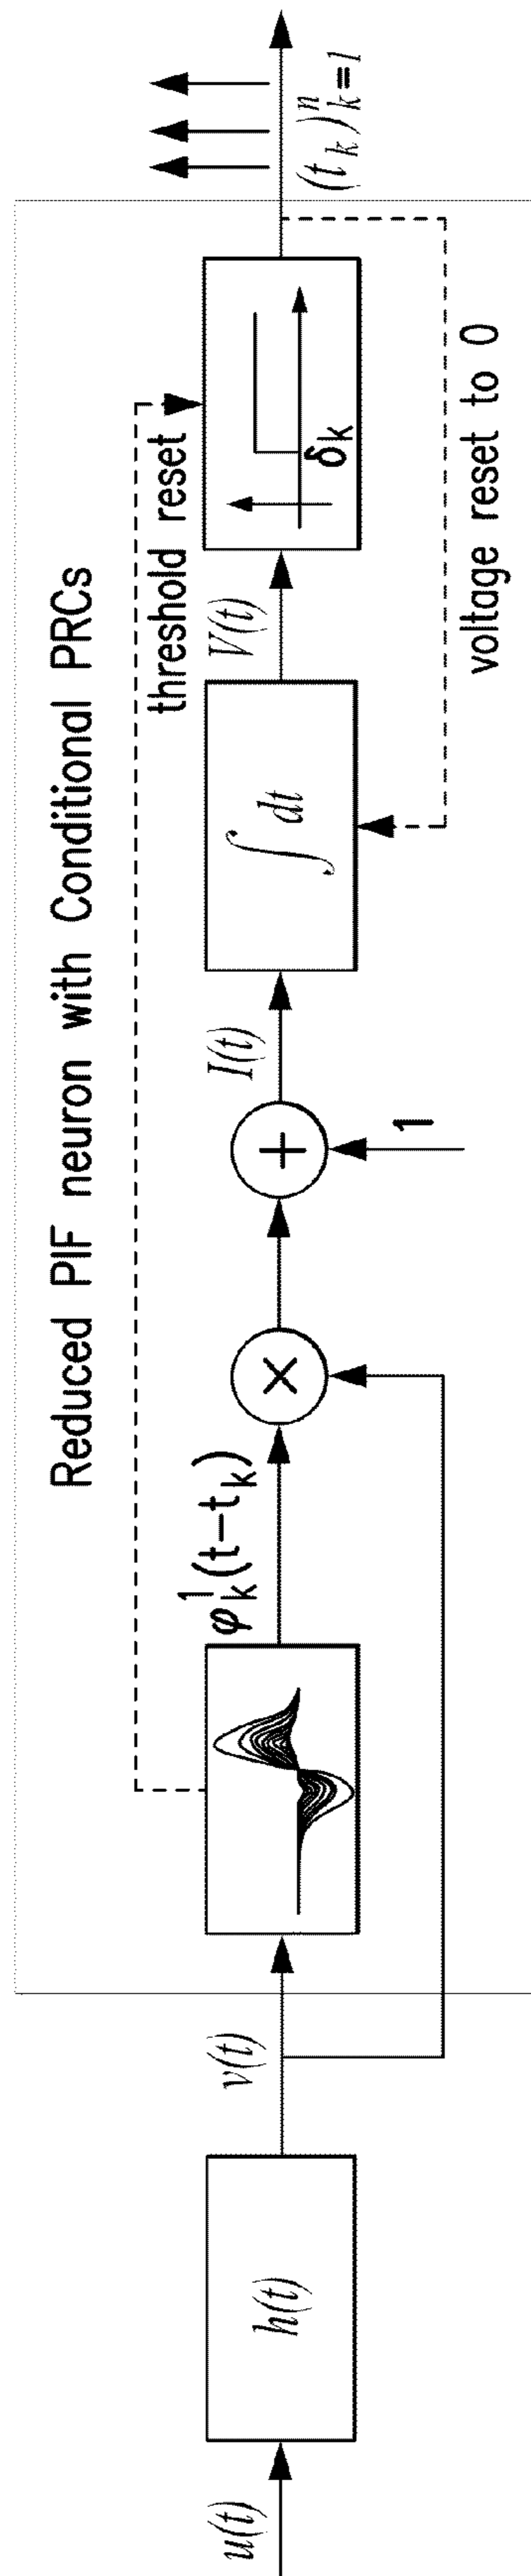 Reduced PIF neuron with Conditional PRCs
threshold reset
u(t)
h(t)
v(t)
φ¹ₖ(t−tₖ)
×
+
1
I(t)
∫ dt
V(t)
δₖ
(tₖ)ⁿₖ₌₁
voltage reset to 0